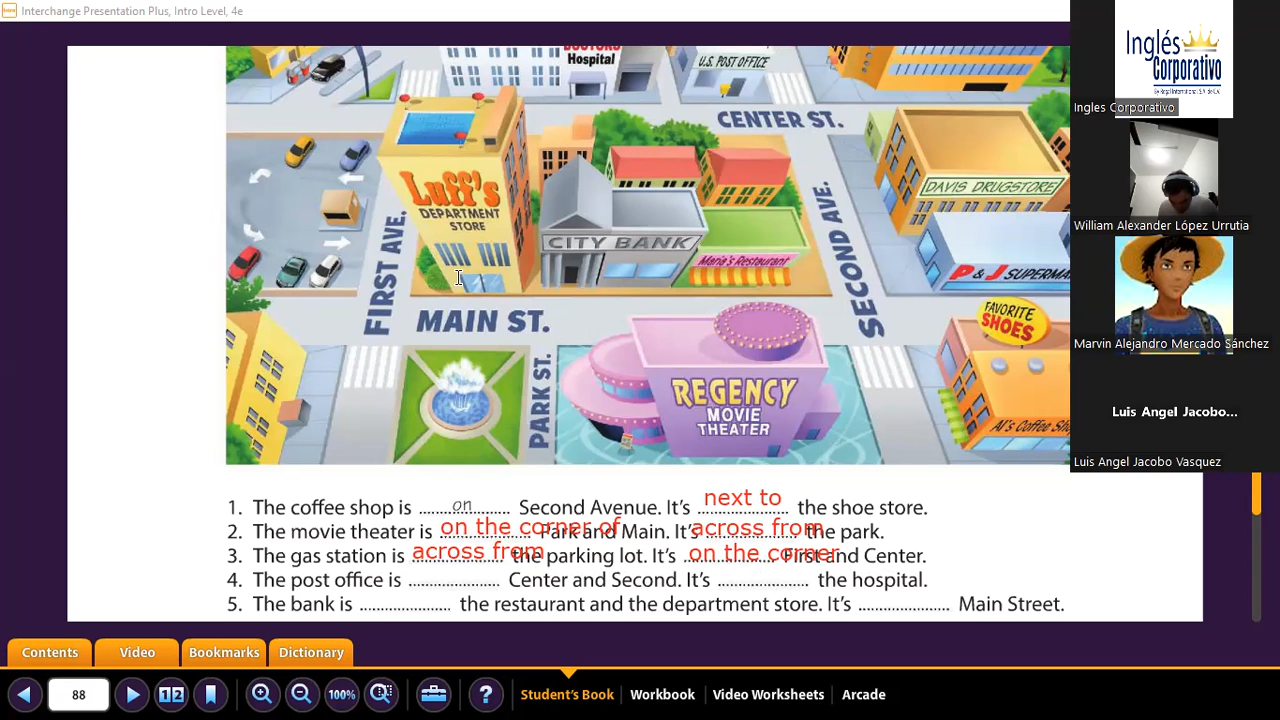 Interchange Presentation Plus, Intro Level, 4e
Inglés
Corporativo
Ingles Corporativo
Hospital
U.S. POST OFFICE
CENTER ST.
Luff's
DEPARTMENT
STORE
CITY BANK
Maria's Restaurant
DAVIS DRUGSTORE
P & J SUPERMA
FIRST AVE.
SECOND AVE.
MAIN ST.
PARK ST.
REGENCY
MOVIE
THEATER
FAVORITE
SHOES
Al's Coffee Sho
William Alexander López Urrutia
Marvin Alejandro Mercado Sánchez
Luis Angel Jacobo...
Luis Angel Jacobo Vasquez
1. The coffee shop is on Second Avenue. It's next to the shoe store.
2. The movie theater is on the corner of Park and Main. It's across from the park.
3. The gas station is across from the parking lot. It's on the corner First and Center.
4. The post office is .................... Center and Second. It's .................... the hospital.
5. The bank is .................... the restaurant and the department store. It's .................... Main Street.
Contents Video Bookmarks Dictionary
88 1 2 100% ? Student's Book Workbook Video Worksheets Arcade